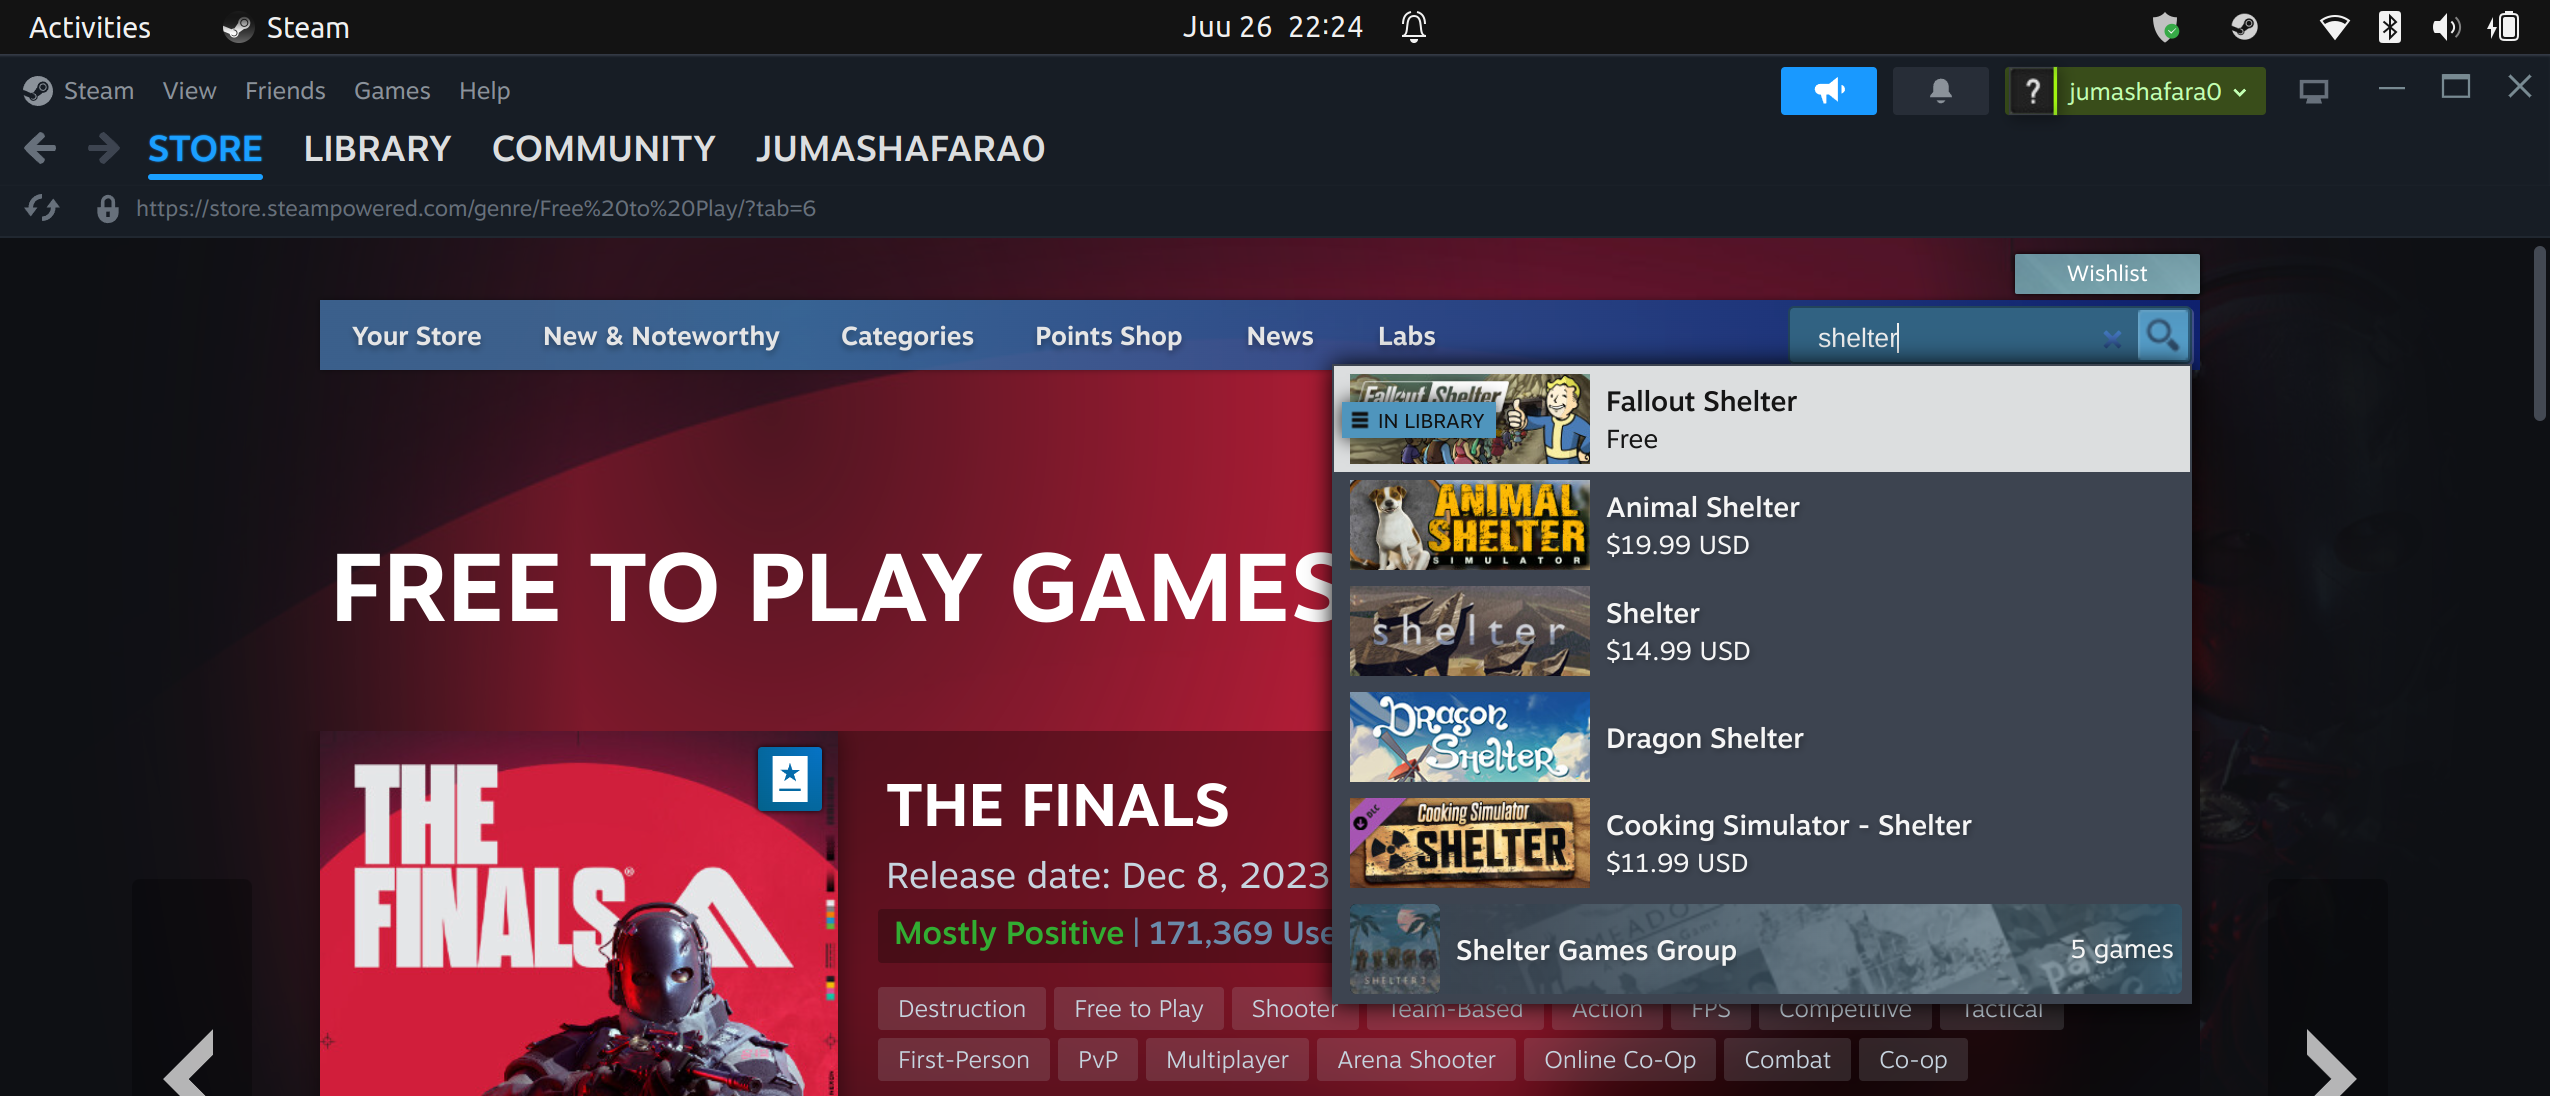 Activities
Steam
Juu 26 22:24
Steam View Friends Games Help
? jumashafara0
STORE LIBRARY COMMUNITY JUMASHAFARA0
https://store.steampowered.com/genre/Free%20to%20Play/?tab=6
Wishlist
Your Store New & Noteworthy Categories Points Shop News Labs
shelter
Fallout Shelter
IN LIBRARY
Fallout Shelter
Free
ANIMAL
SHELTER
SIMULATOR
Animal Shelter
$19.99 USD
shelter
Shelter
$14.99 USD
Dragon
Shelter
Dragon Shelter
DLC
Cooking Simulator
SHELTER
Cooking Simulator - Shelter
$11.99 USD
SHELTER
Shelter Games Group
5 games
FREE TO PLAY GAMES
THE
FINALS
THE FINALS
Release date: Dec 8, 2023
Mostly Positive | 171,369 Use
Destruction Free to Play Shooter Team-Based Action FPS Competitive Tactical
First-Person PvP Multiplayer Arena Shooter Online Co-Op Combat Co-op